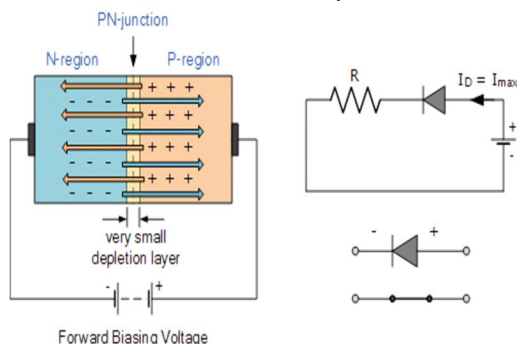 PN-junction
N-region
P-region
+ + +
- - -
+ + +
- - -
+ + +
- - -
+ + +
- - -
very small
depletion layer
- +
Forward Biasing Voltage
R
I_D = I_max
+
-
- +